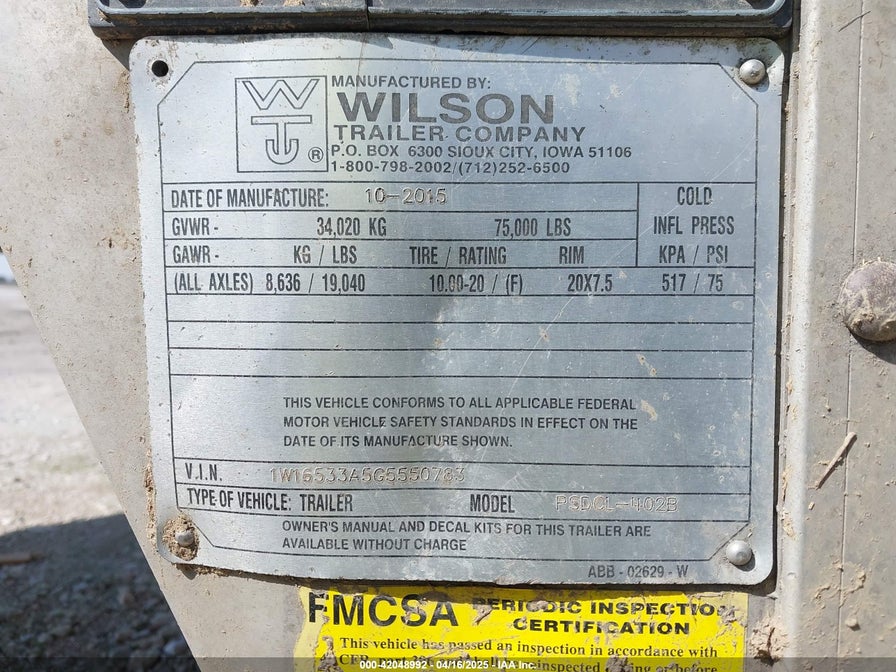 MANUFACTURED BY:
WILSON
TRAILER COMPANY
P.O. BOX 6300 SIOUX CITY, IOWA 51106
1-800-798-2002/(712)252-6500
WT ®
DATE OF MANUFACTURE: 10-2015 COLD
GVWR - 34,020 KG 75,000 LBS INFL PRESS
GAWR - KG / LBS TIRE / RATING RIM KPA / PSI
(ALL AXLES) 8,636 / 19,040 10.00-20 / (F) 20X7.5 517 / 75
THIS VEHICLE CONFORMS TO ALL APPLICABLE FEDERAL
MOTOR VEHICLE SAFETY STANDARDS IN EFFECT ON THE
DATE OF ITS MANUFACTURE SHOWN.
V.I.N. 1W16533A5G5550783
TYPE OF VEHICLE: TRAILER MODEL PSDCL-402B
OWNER'S MANUAL AND DECAL KITS FOR THIS TRAILER ARE
AVAILABLE WITHOUT CHARGE
ABB - 02629 - W
FMCSA PERIODIC INSPECTION
CERTIFICATION
This vehicle has passed an inspection in accordance with
000-42048992 - 04/16/2025 - IAA Inc.